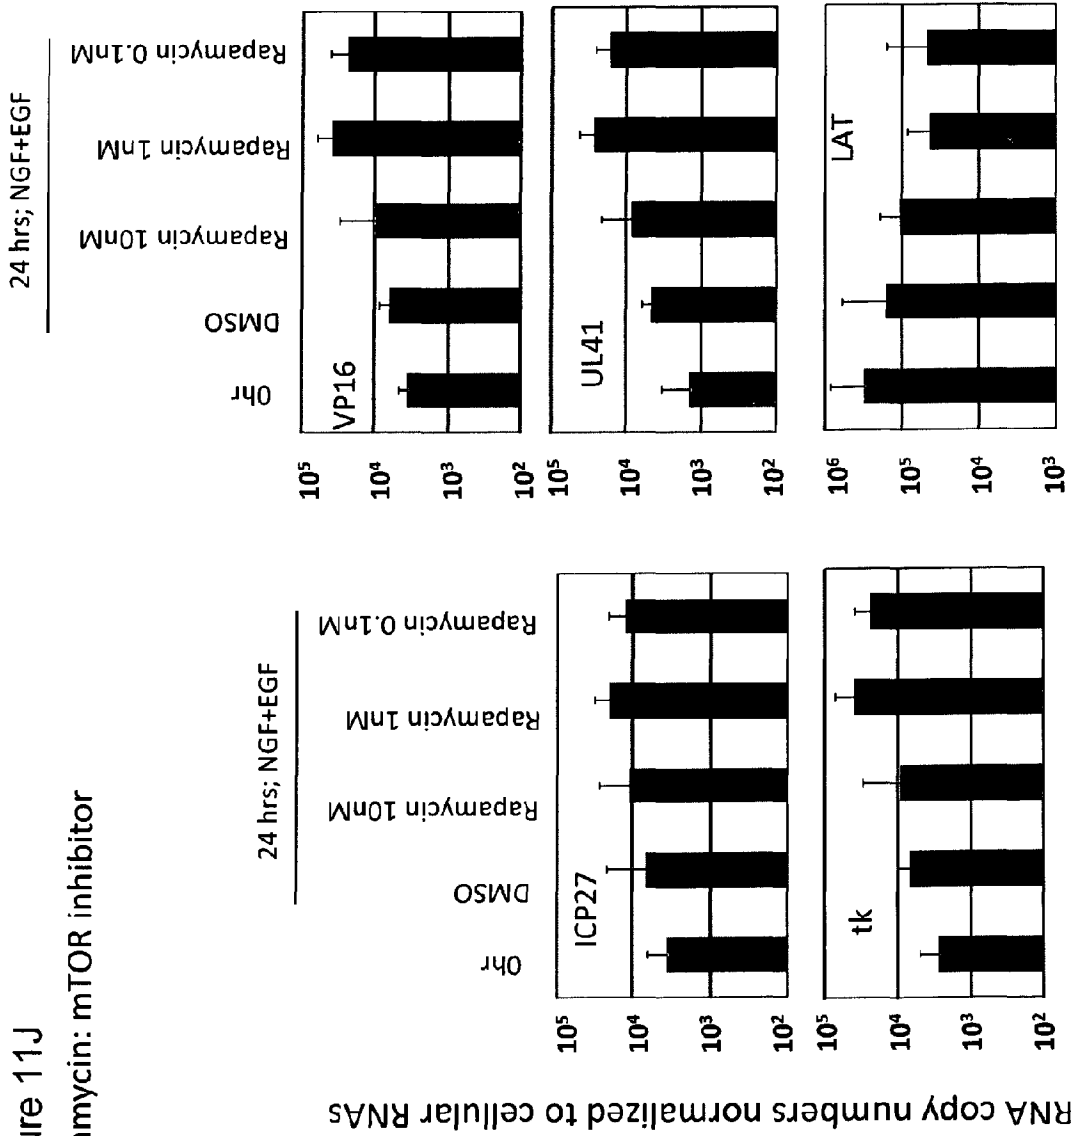 ure 11J
amycin: mTOR inhibitor
RNA copy numbers normalized to cellular RNAs
24 hrs; NGF+EGF
0hr
DMSO
Rapamycin 10nM
Rapamycin 1nM
Rapamycin 0.1nM
ICP27
10⁵
10⁴
10³
10²
tk
10⁵
10⁴
10³
10²
24 hrs; NGF+EGF
0hr
DMSO
Rapamycin 10nM
Rapamycin 1nM
Rapamycin 0.1nM
VP16
10⁵
10⁴
10³
10²
UL41
10⁵
10⁴
10³
10²
LAT
10⁶
10⁵
10⁴
10³